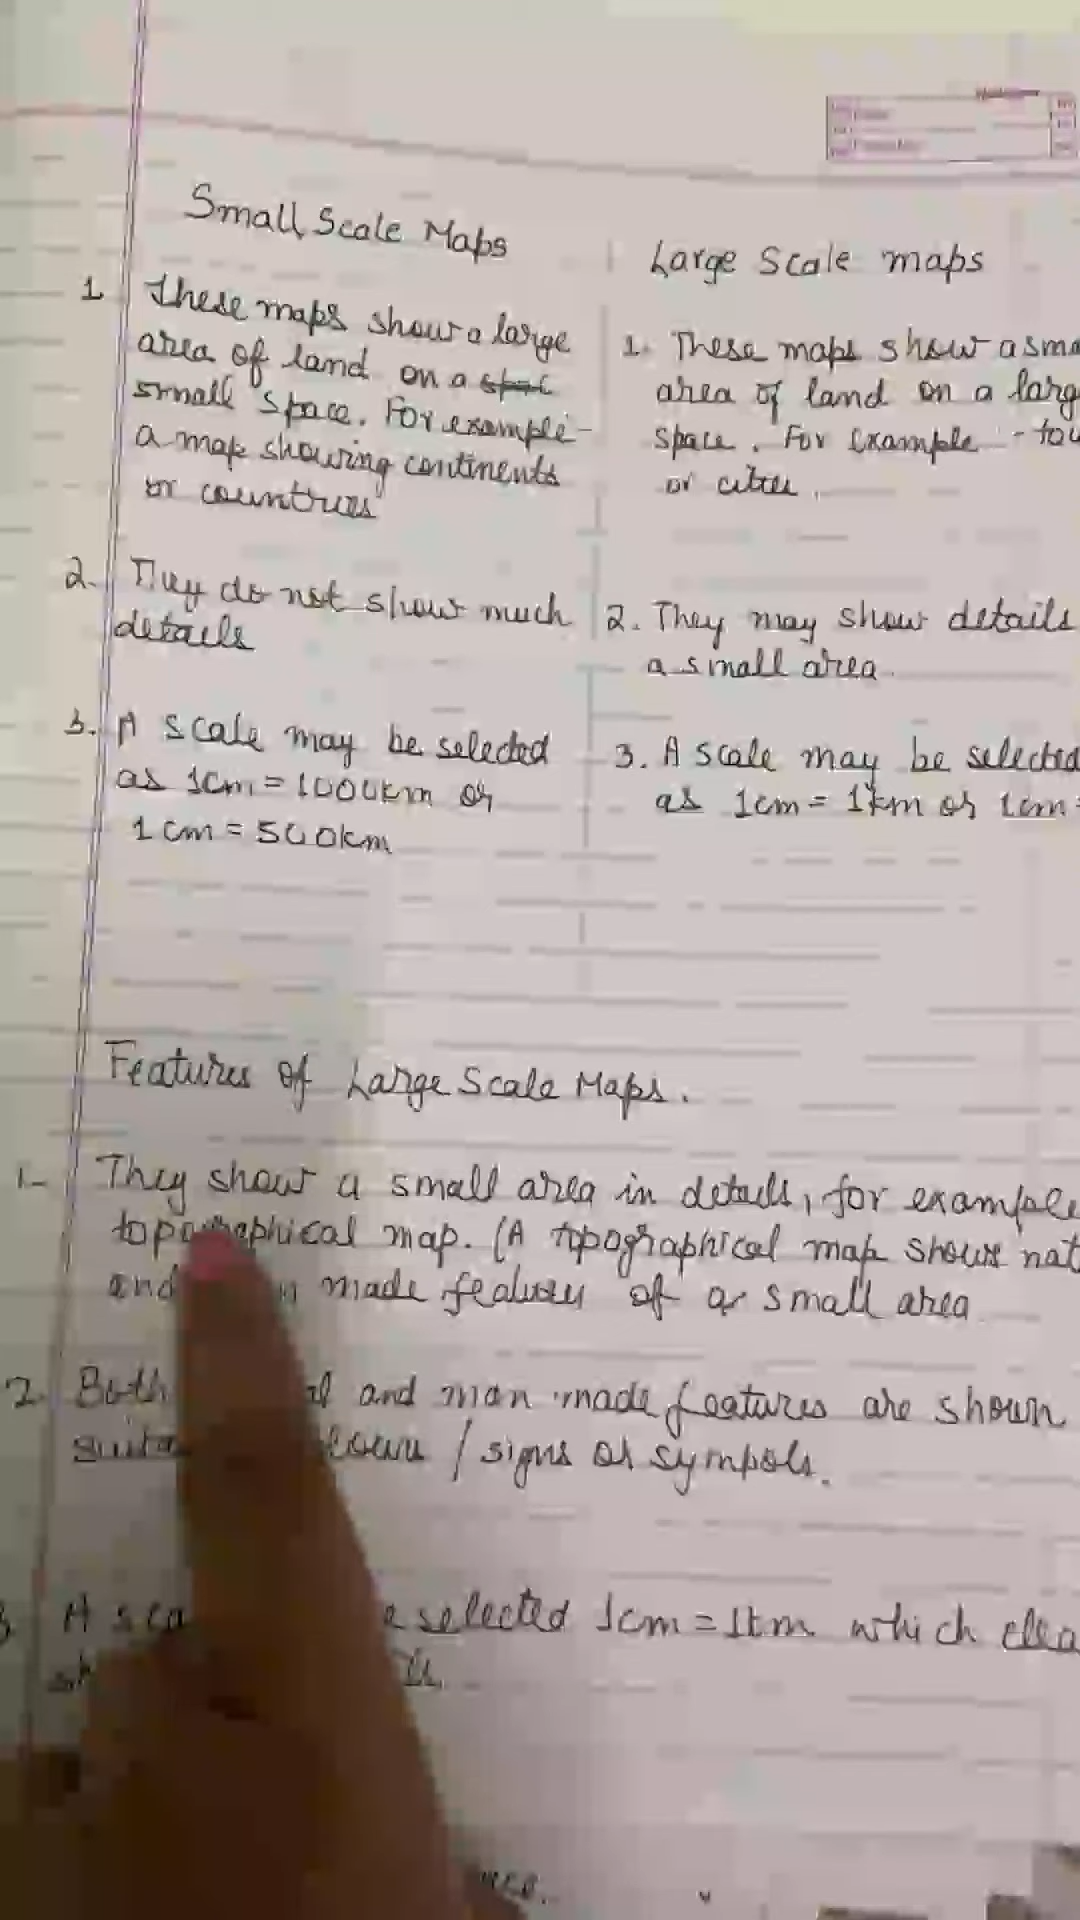 Small Scale Maps
1 These maps show a large
area of land on a
small space. For example -
a map showing continents
or countries
2. They do not show much
details
3. A scale may be selected
as 1cm = 1000km or
1 cm = 500km
Large Scale maps
1. These maps show a sma
area of land on a larg
space. For Example - tou
or cities.
2. They may show details
a small area.
3. A scale may be selected
as 1cm = 1km or 1cm =
Features of Large Scale Maps.
1- They show a small area in details, for example
topographical map. (A topographical map shows nat
and made features of a small area
2. Both and man made features are shown
/ signs or symbols.
A selected 1cm = 1km which clea